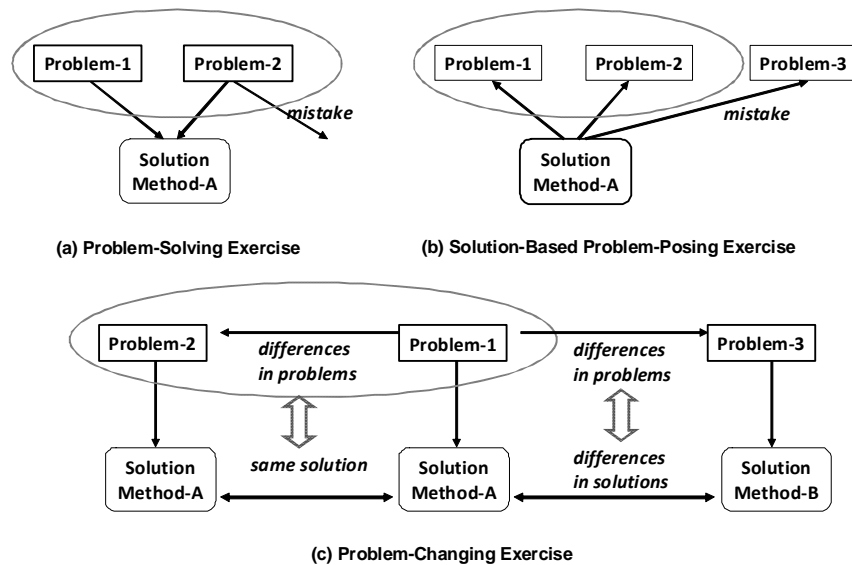 Problem-1
Problem-2
mistake
Solution
Method-A
(a) Problem-Solving Exercise
Problem-1
Problem-2
Problem-3
mistake
Solution
Method-A
(b) Solution-Based Problem-Posing Exercise
Problem-2
differences
in problems
Problem-1
differences
in problems
Problem-3
Solution
Method-A
same solution
Solution
Method-A
differences
in solutions
Solution
Method-B
(c) Problem-Changing Exercise